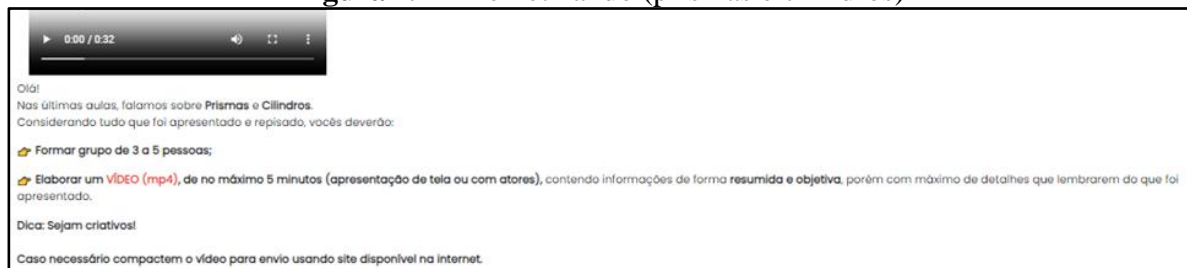 0:00 / 0:32
Olá!
Nas últimas aulas, falamos sobre Prismas e Cilindros.
Considerando tudo que foi apresentado e repisado, vocês deverão:
👉 Formar grupo de 3 a 5 pessoas;
👉 Elaborar um VÍDEO (mp4), de no máximo 5 minutos (apresentação de tela ou com atores), contendo informações de forma resumida e objetiva, porém com máximo de detalhes que lembrarem do que foi
apresentado.
Dica: Sejam criativos!
Caso necessário compactem o vídeo para envio usando site disponível na internet.